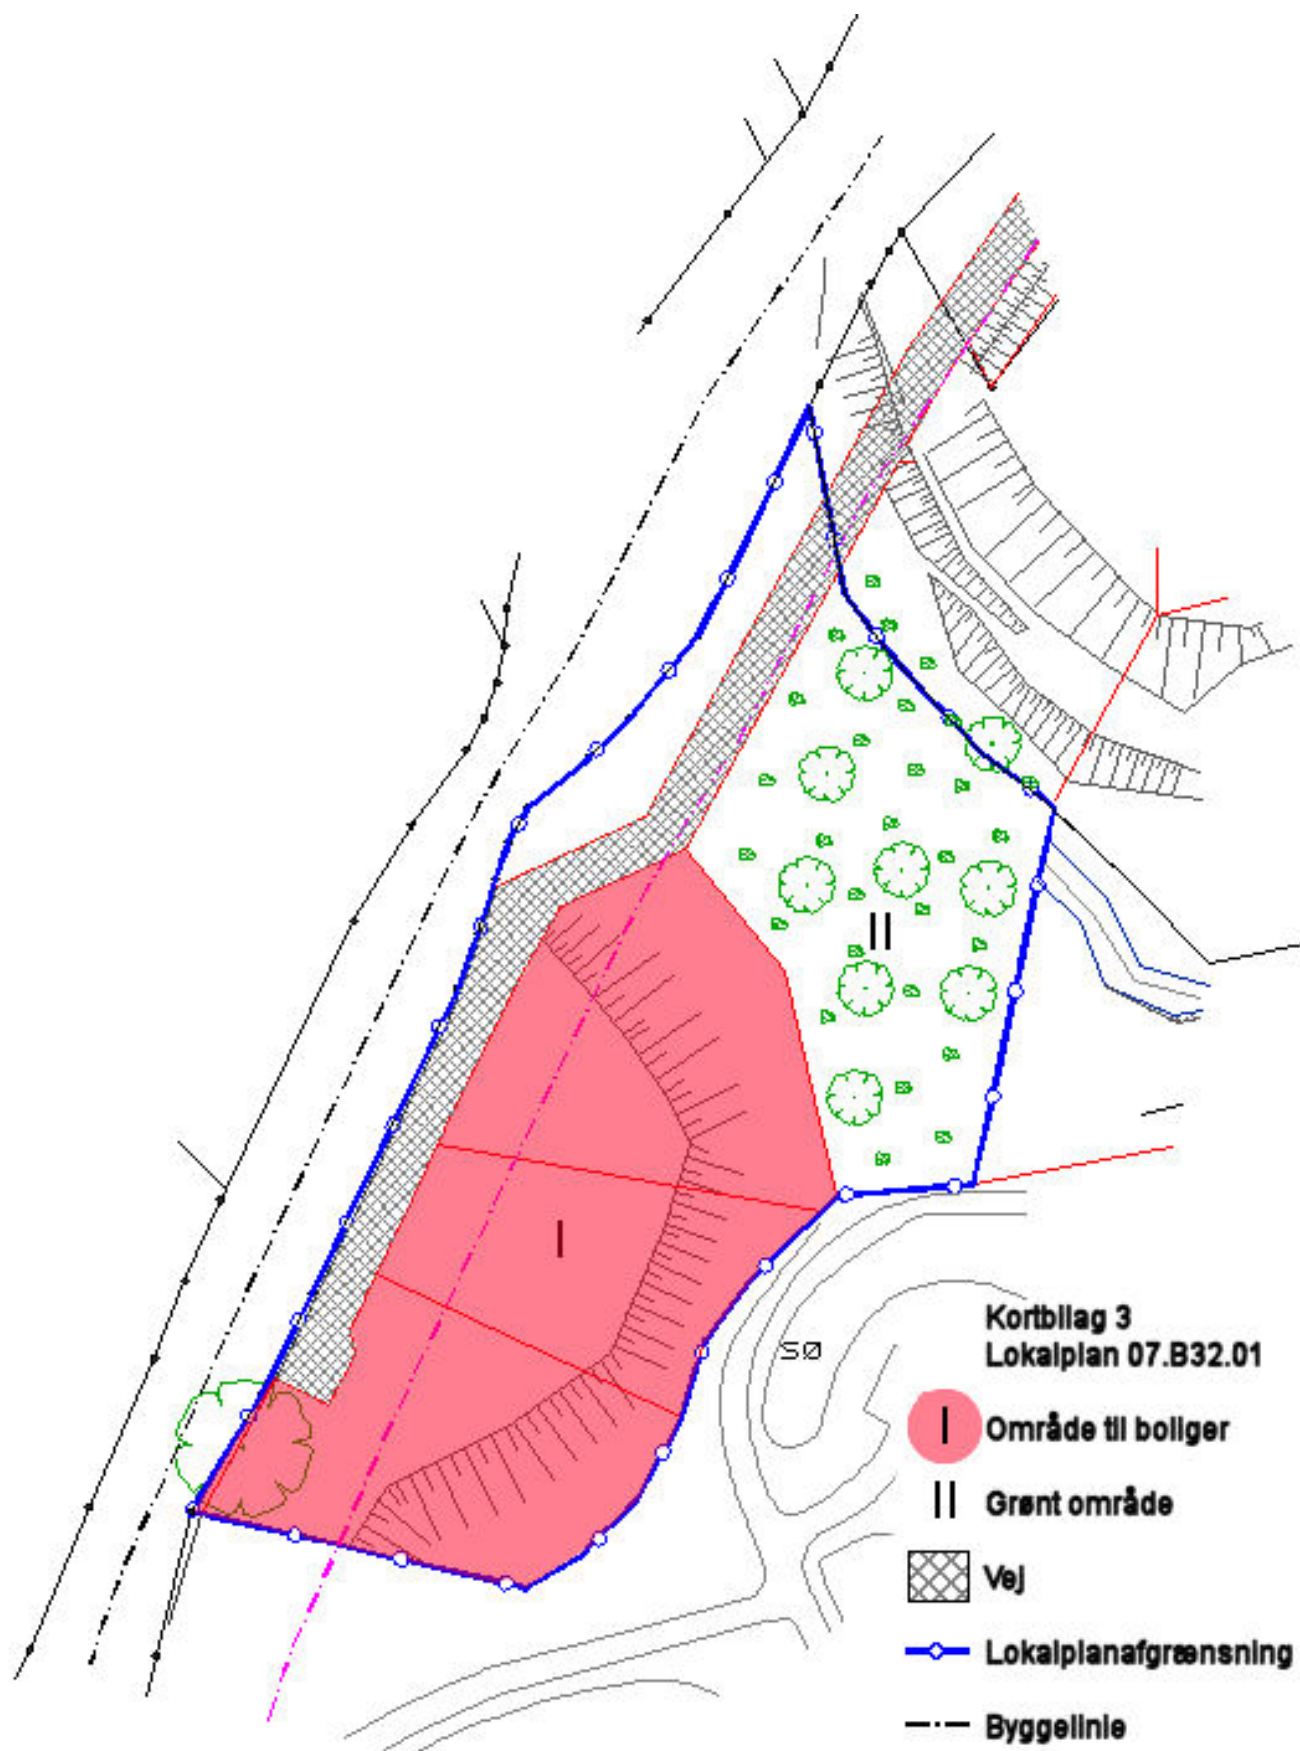 II
I
SØ
Kortbilag 3
Lokalplan 07.B32.01
I Område til boliger
II Grønt område
Vej
Lokalplanafgrænsning
Byggelinie